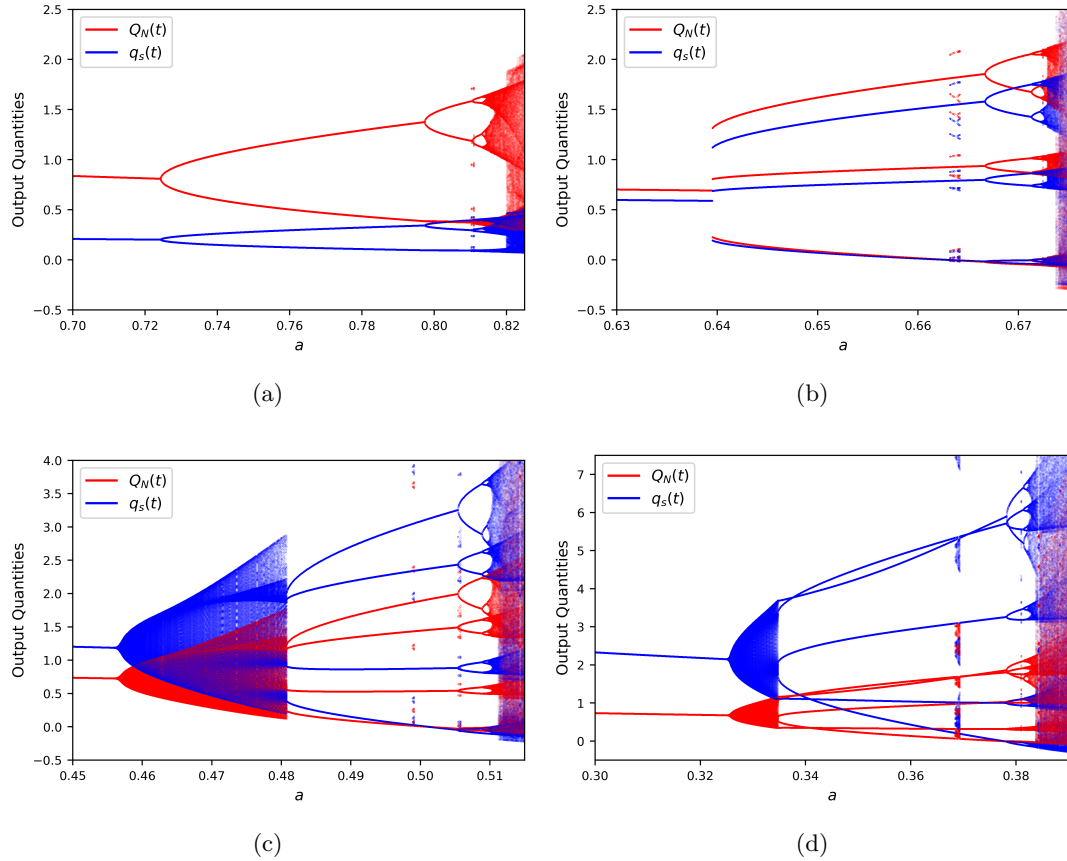 2.5
2.0
1.5
1.0
0.5
0.0
−0.5
Output Quantities
Q_N(t)
q_s(t)
0.70 0.72 0.74 0.76 0.78 0.80 0.82
a
(a)
2.5
2.0
1.5
1.0
0.5
0.0
−0.5
Output Quantities
Q_N(t)
q_s(t)
0.63 0.64 0.65 0.66 0.67
a
(b)
4.0
3.5
3.0
2.5
2.0
1.5
1.0
0.5
0.0
−0.5
Output Quantities
Q_N(t)
q_s(t)
0.45 0.46 0.47 0.48 0.49 0.50 0.51
a
(c)
7
6
5
4
3
2
1
0
Output Quantities
Q_N(t)
q_s(t)
0.30 0.32 0.34 0.36 0.38
a
(d)